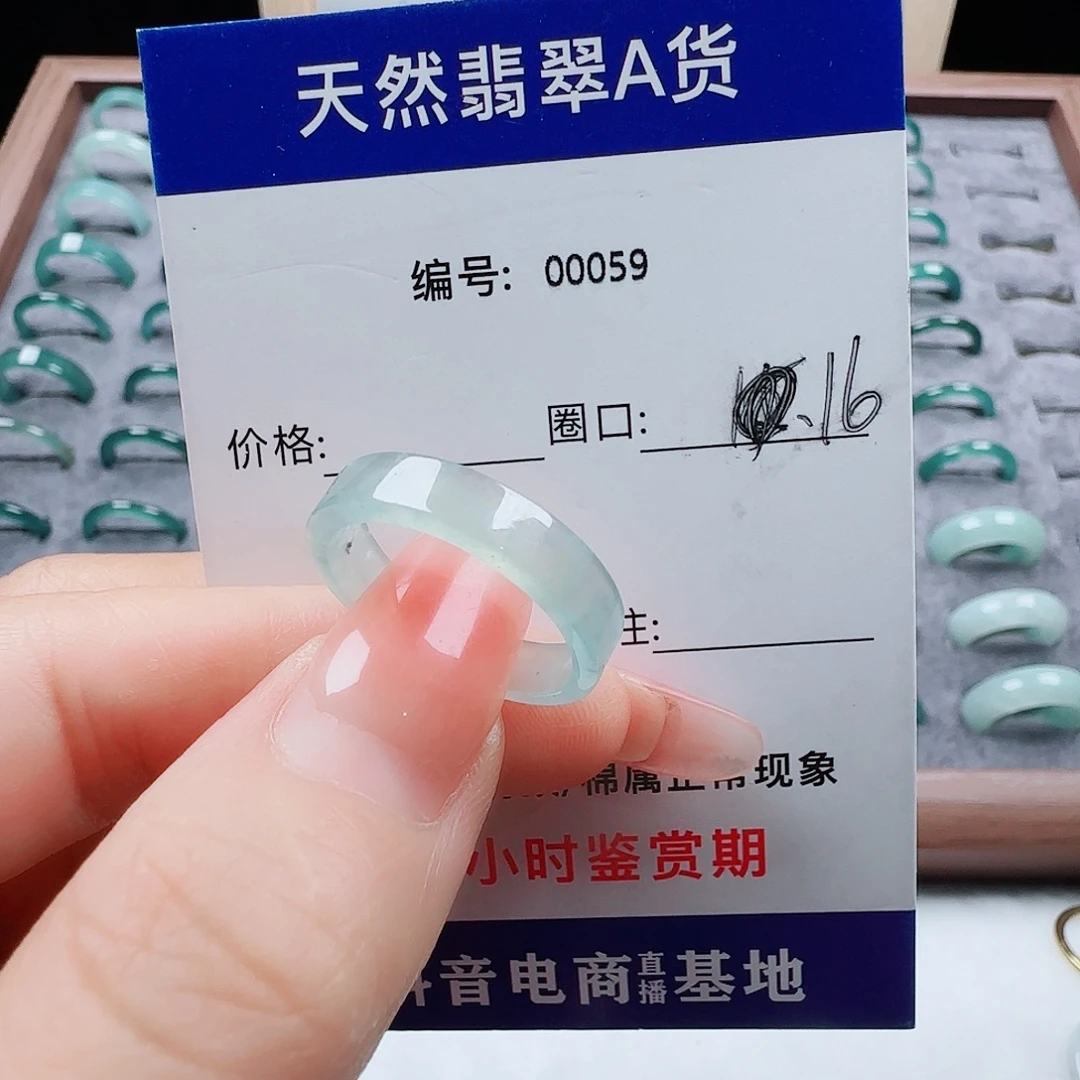 天然翡翠A货
编号: 00059
价格: 圈口: .16
主:
棉属正常现象
小时鉴赏期
音电商直播基地